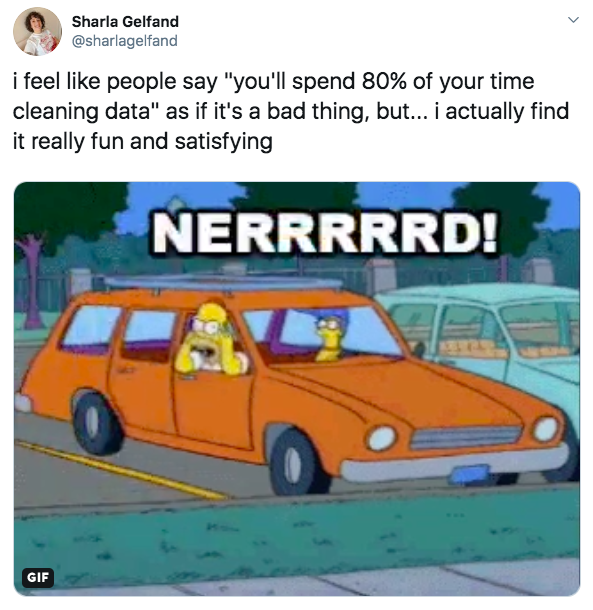 Sharla Gelfand
@sharlagelfand
i feel like people say "you'll spend 80% of your time
cleaning data" as if it's a bad thing, but... i actually find
it really fun and satisfying
NERRRRRD!
GIF